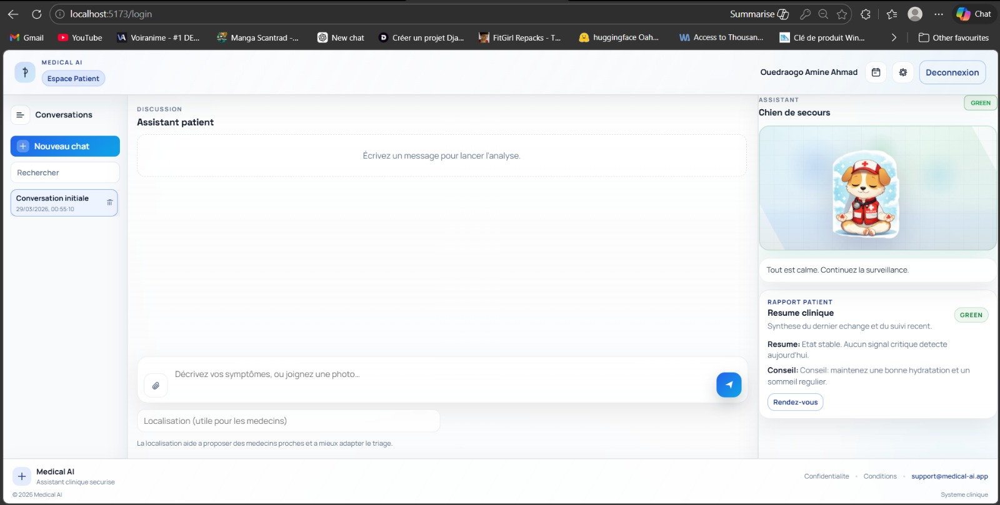 localhost:5173/login
Summarise
Chat
Gmail
YouTube
Voiranime - #1 DE...
Manga Scantrad -...
New chat
Créer un projet Dja...
FitGirl Repacks - T...
huggingface Oah...
Access to Thousan...
Clé de produit Win...
Other favourites
MEDICAL AI
Espace Patient
Ouedraogo Amine Ahmad
Deconnexion
Conversations
Nouveau chat
Rechercher
Conversation initiale
29/03/2026, 00:55:10
DISCUSSION
Assistant patient
Écrivez un message pour lancer l'analyse.
Décrivez vos symptômes, ou joignez une photo...
Localisation (utile pour les medecins)
La localisation aide a proposer des medecins proches et a mieux adapter le triage.
ASSISTANT
GREEN
Chien de secours
Tout est calme. Continuez la surveillance.
RAPPORT PATIENT
Resume clinique
GREEN
Synthese du dernier echange et du suivi recent.
Resume: Etat stable. Aucun signal critique detecte
aujourd'hui.
Conseil: Conseil: maintenez une bonne hydratation et un
sommeil regulier.
Rendez-vous
Medical AI
Assistant clinique securise
© 2026 Medical AI
Confidentialite • Conditions • support@medical-ai.app
Systeme clinique